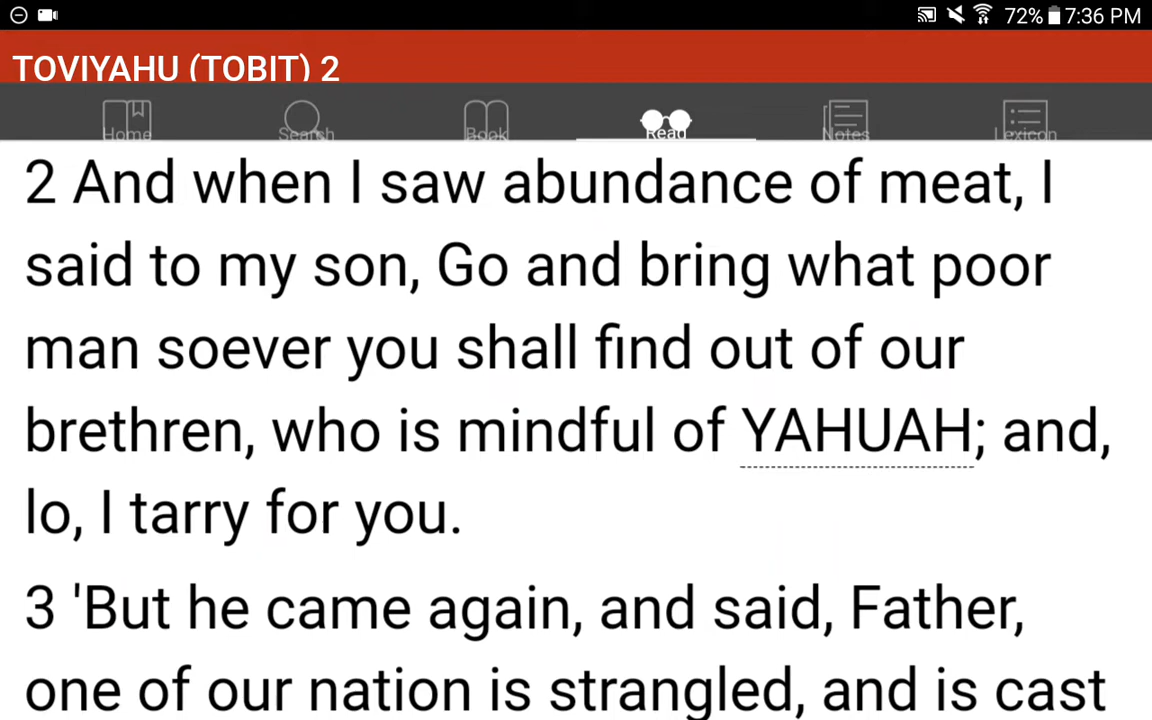 72% 7:36 PM
TOVIYAHU (TOBIT) 2
Home Search Book Read Notes Lexicon
2 And when I saw abundance of meat, I
said to my son, Go and bring what poor
man soever you shall find out of our
brethren, who is mindful of YAHUAH; and,
lo, I tarry for you.
3 'But he came again, and said, Father,
one of our nation is strangled, and is cast